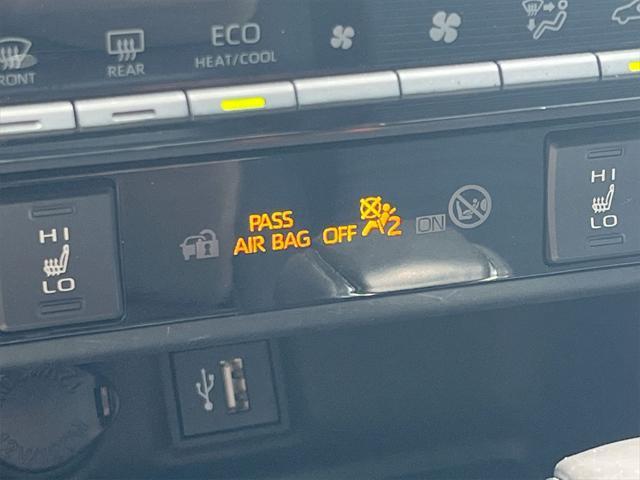 FRONT
REAR
ECO
HEAT/COOL
HI
LO
PASS
AIR BAG OFF 2 ON
HI
LO